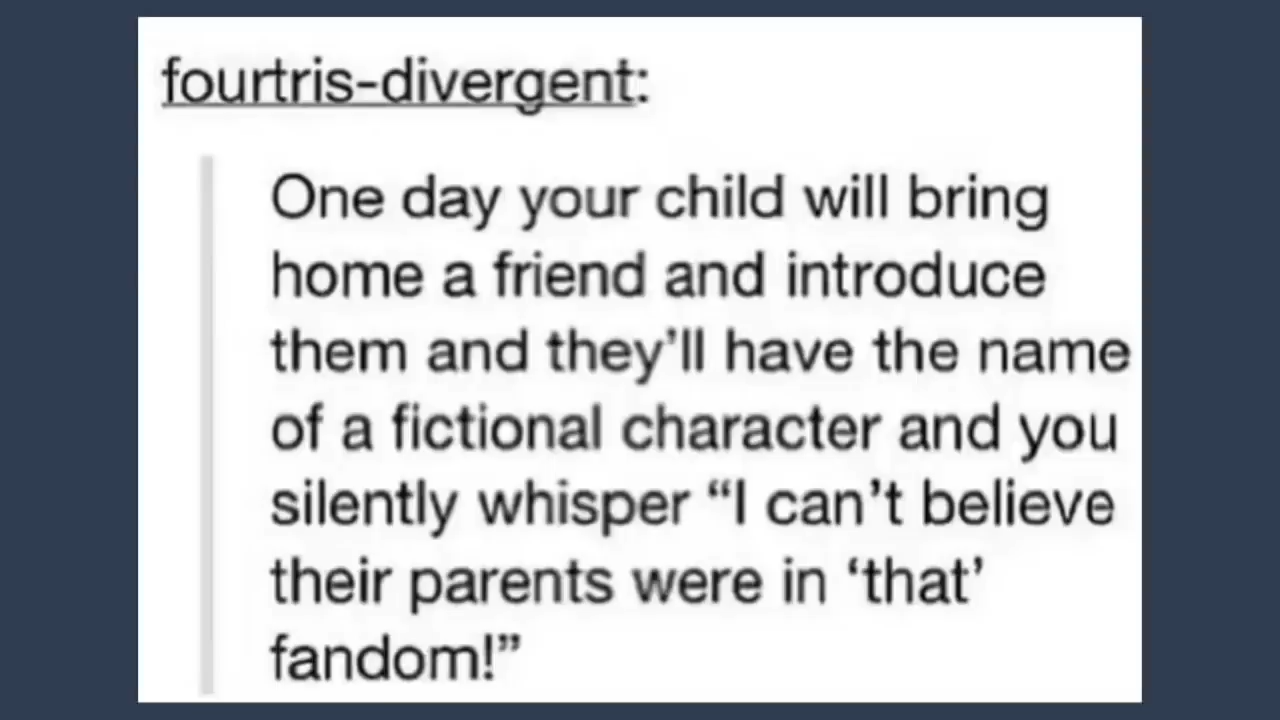 fourtris-divergent:
One day your child will bring
home a friend and introduce
them and they’ll have the name
of a fictional character and you
silently whisper “I can’t believe
their parents were in ‘that’
fandom!”